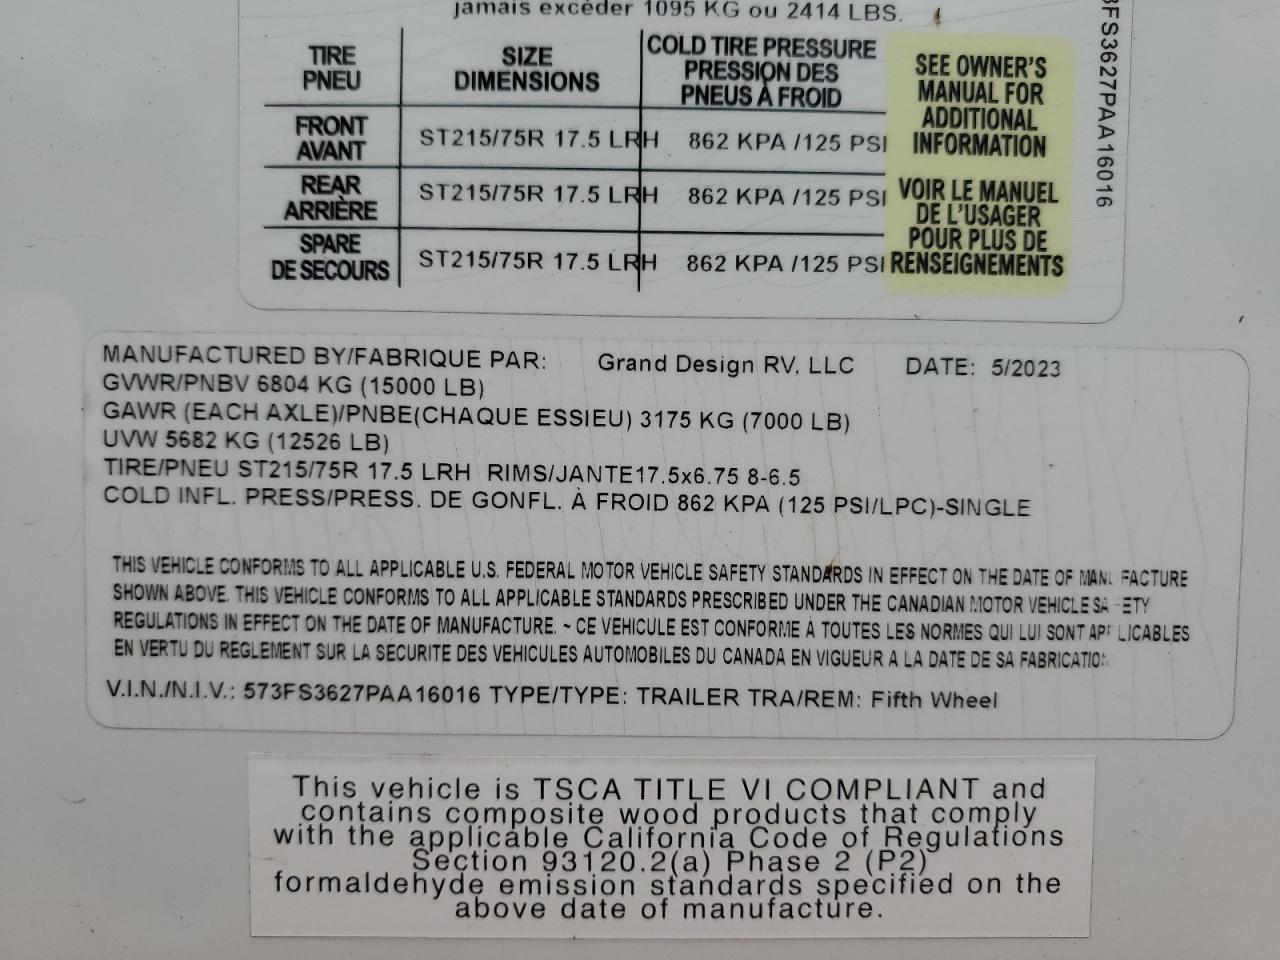 jamais excéder 1095 KG ou 2414 LBS.
TIRE
PNEU
SIZE
DIMENSIONS
COLD TIRE PRESSURE
PRESSION DES
PNEUS À FROID
FRONT
AVANT
ST215/75R 17.5 LRH
862 KPA /125 PSI
REAR
ARRIÈRE
ST215/75R 17.5 LRH
862 KPA /125 PSI
SPARE
DE SECOURS
ST215/75R 17.5 LRH
862 KPA /125 PSI
SEE OWNER'S
MANUAL FOR
ADDITIONAL
INFORMATION
VOIR LE MANUEL
DE L'USAGER
POUR PLUS DE
RENSEIGNEMENTS
3FS3627PAA16016
MANUFACTURED BY/FABRIQUE PAR: Grand Design RV, LLC DATE: 5/2023
GVWR/PNBV 6804 KG (15000 LB)
GAWR (EACH AXLE)/PNBE(CHAQUE ESSIEU) 3175 KG (7000 LB)
UVW 5682 KG (12526 LB)
TIRE/PNEU ST215/75R 17.5 LRH RIMS/JANTE17.5x6.75 8-6.5
COLD INFL. PRESS/PRESS. DE GONFL. À FROID 862 KPA (125 PSI/LPC)-SINGLE
THIS VEHICLE CONFORMS TO ALL APPLICABLE U.S. FEDERAL MOTOR VEHICLE SAFETY STANDARDS IN EFFECT ON THE DATE OF MANUFACTURE
SHOWN ABOVE. THIS VEHICLE CONFORMS TO ALL APPLICABLE STANDARDS PRESCRIBED UNDER THE CANADIAN MOTOR VEHICLE SAFETY
REGULATIONS IN EFFECT ON THE DATE OF MANUFACTURE. ~ CE VÉHICULE EST CONFORME À TOUTES LES NORMES QUI LUI SONT APPLICABLES
EN VERTU DU RÉGLEMENT SUR LA SÉCURITÉ DES VÉHICULES AUTOMOBILES DU CANADA EN VIGUEUR A LA DATE DE SA FABRICATION.
V.I.N./N.I.V.: 573FS3627PAA16016 TYPE/TYPE: TRAILER TRA/REM: Fifth Wheel
This vehicle is TSCA TITLE VI COMPLIANT and
contains composite wood products that comply
with the applicable California Code of Regulations
Section 93120.2(a) Phase 2 (P2)
formaldehyde emission standards specified on the
above date of manufacture.